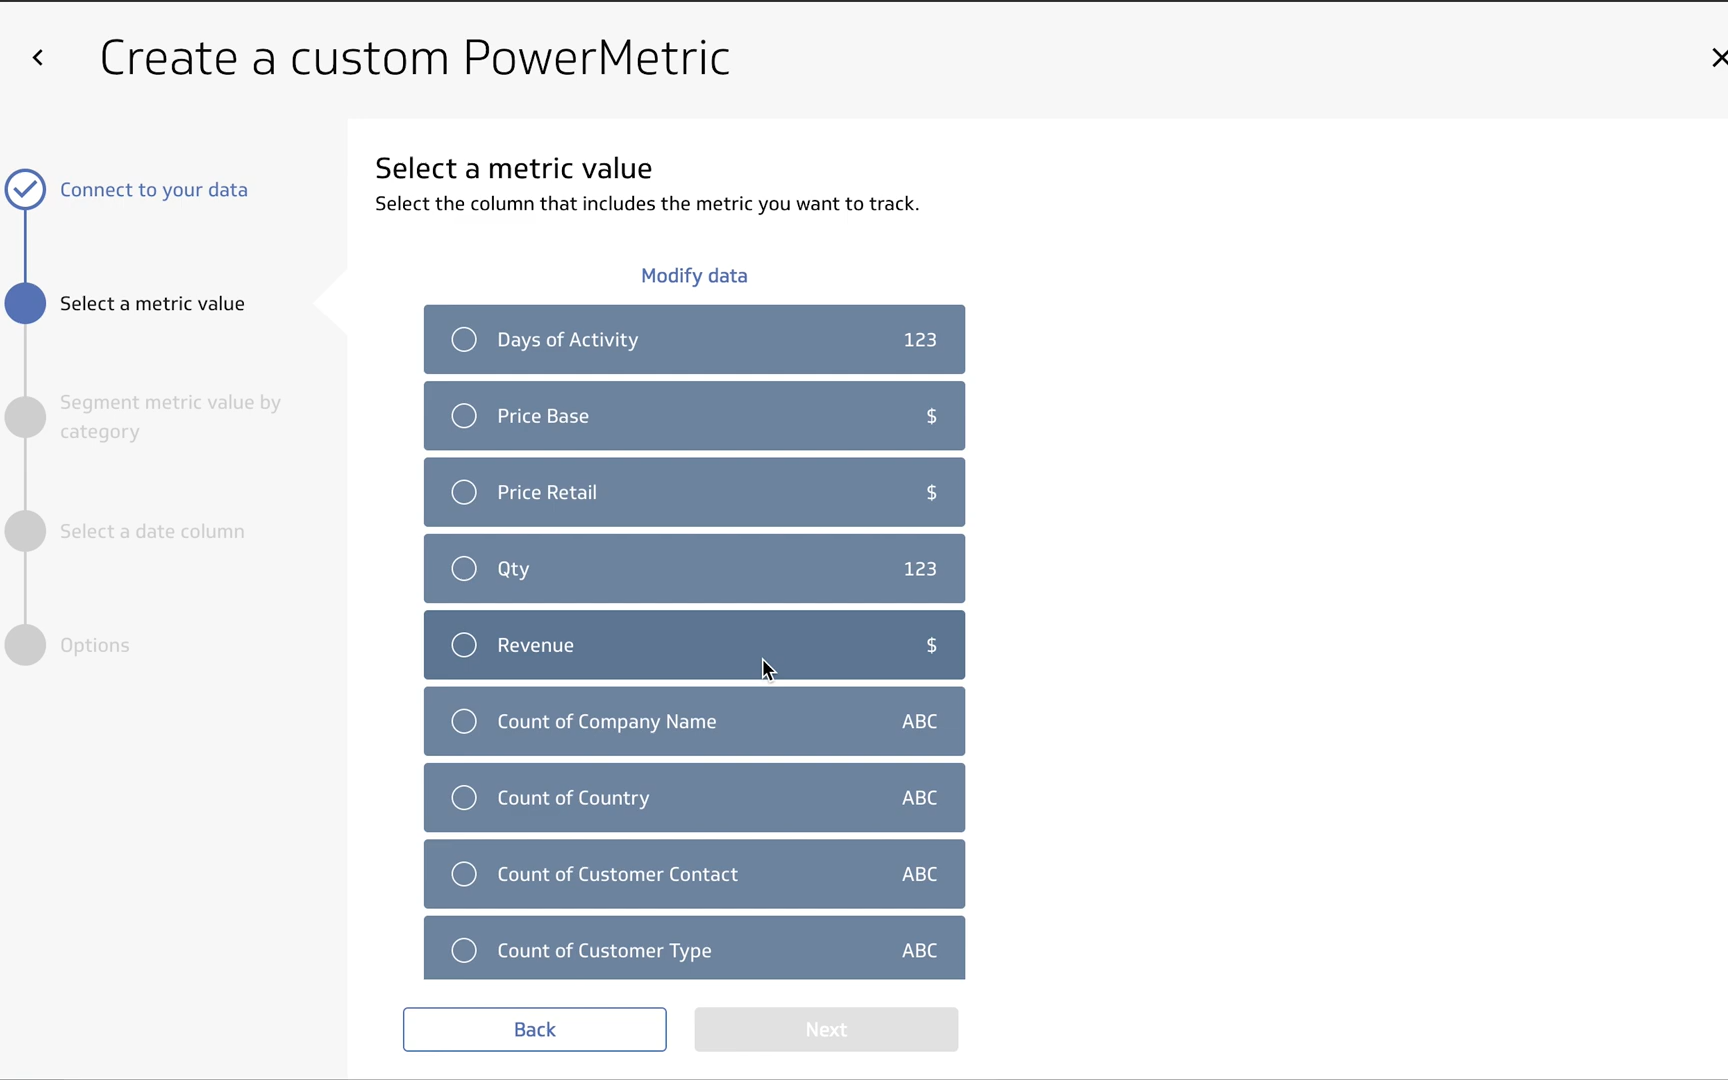 Create a custom PowerMetric
Connect to your data
Select a metric value
Segment metric value by
category
Select a date column
Options
Select a metric value
Select the column that includes the metric you want to track.
Modify data
Days of Activity 123
Price Base $
Price Retail $
Qty 123
Revenue $
Count of Company Name ABC
Count of Country ABC
Count of Customer Contact ABC
Count of Customer Type ABC
Back Next